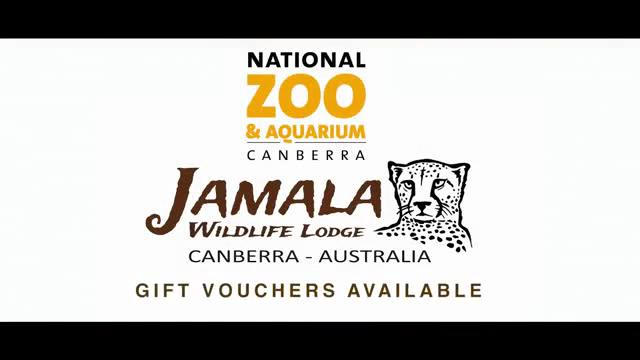 NATIONAL
ZOO
& AQUARIUM
CANBERRA
JAMALA
WILDLIFE LODGE
CANBERRA - AUSTRALIA
GIFT VOUCHERS AVAILABLE